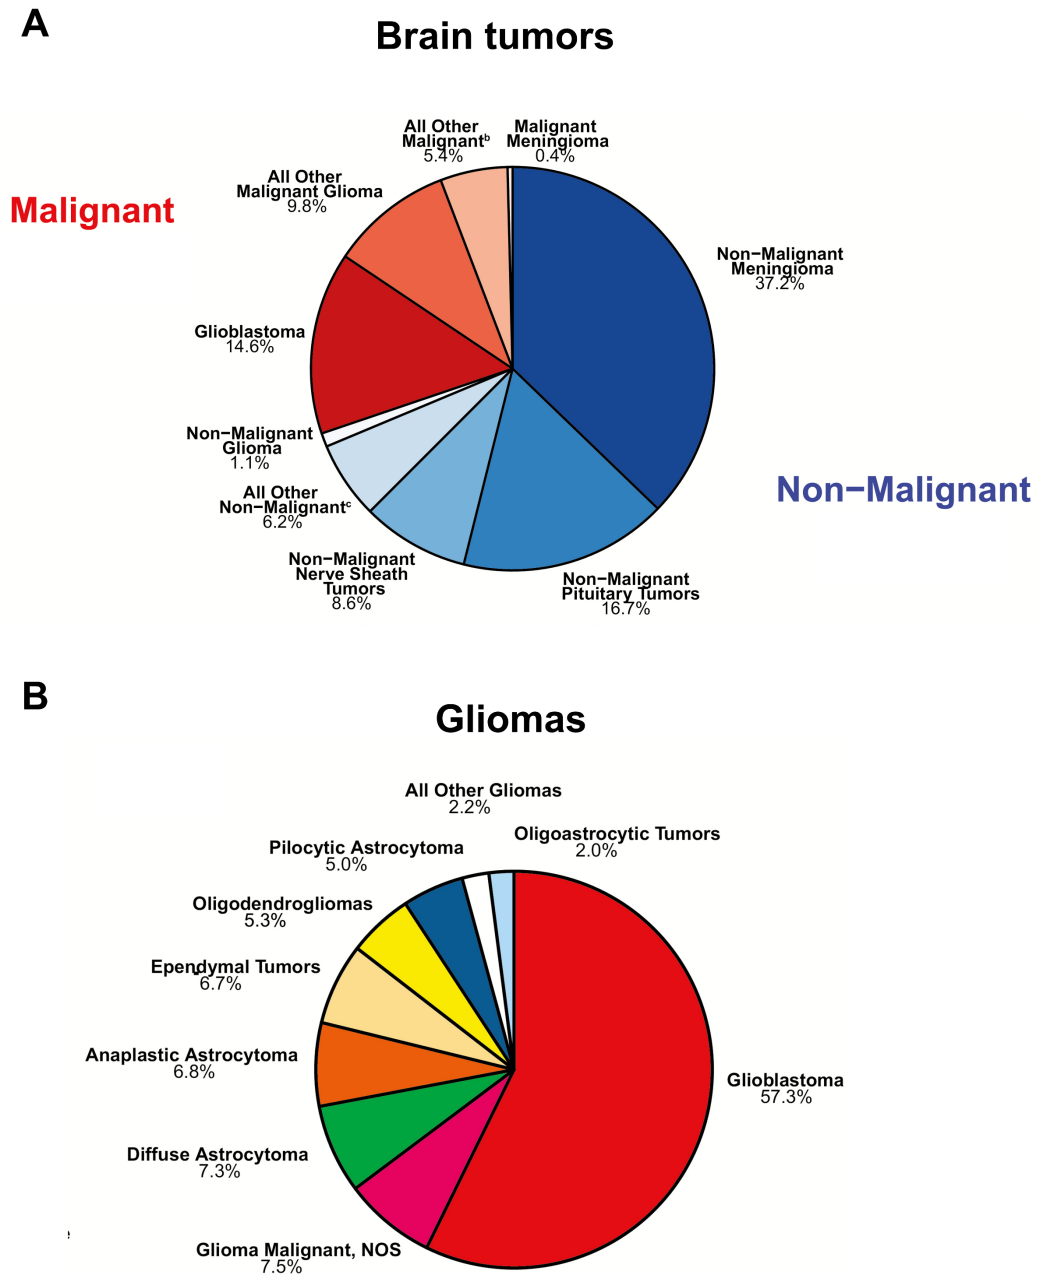 A
Brain tumors
All Other
Malignantᵇ
5.4%
Malignant
Meningioma
0.4%
All Other
Malignant Glioma
9.8%
Malignant
Non−Malignant
Meningioma
37.2%
Glioblastoma
14.6%
Non−Malignant
Glioma
1.1%
All Other
Non−Malignantᶜ
6.2%
Non−Malignant
Non−Malignant
Nerve Sheath
Tumors
8.6%
Non−Malignant
Pituitary Tumors
16.7%
B
Gliomas
All Other Gliomas
2.2%
Oligoastrocytic Tumors
2.0%
Pilocytic Astrocytoma
5.0%
Oligodendrogliomas
5.3%
Ependymal Tumors
6.7%
Anaplastic Astrocytoma
6.8%
Glioblastoma
57.3%
Diffuse Astrocytoma
7.3%
Glioma Malignant, NOS
7.5%